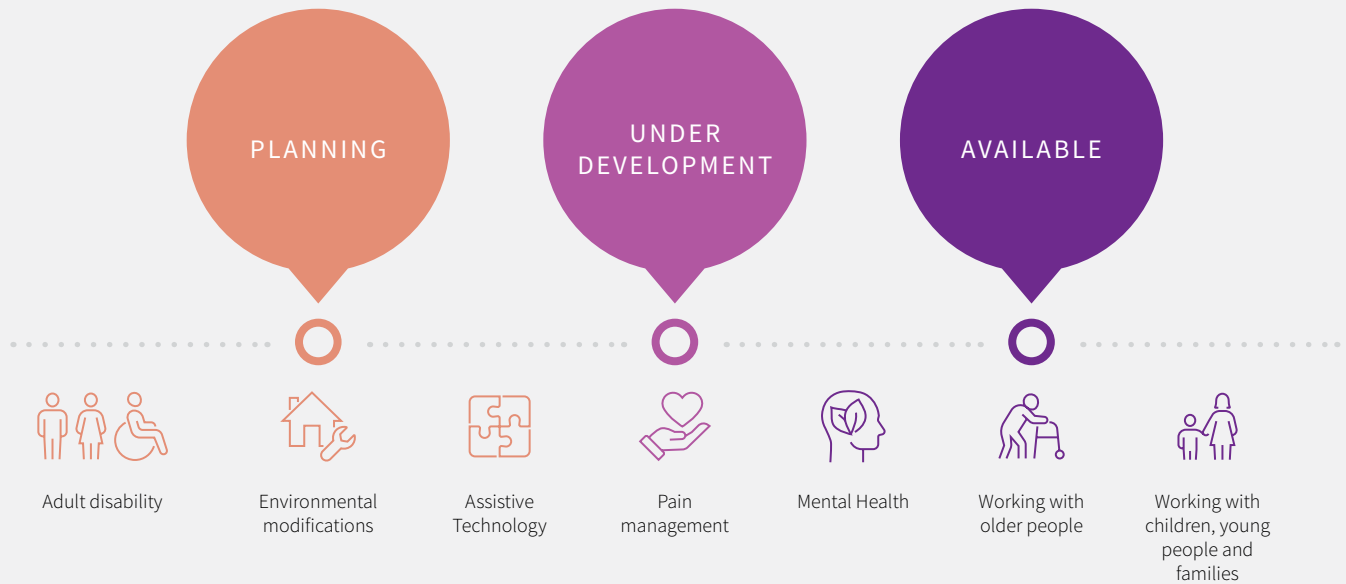 PLANNING
UNDER
DEVELOPMENT
AVAILABLE
Adult disability
Environmental
modifications
Assistive
Technology
Pain
management
Mental Health
Working with
older people
Working with
children, young
people and
families